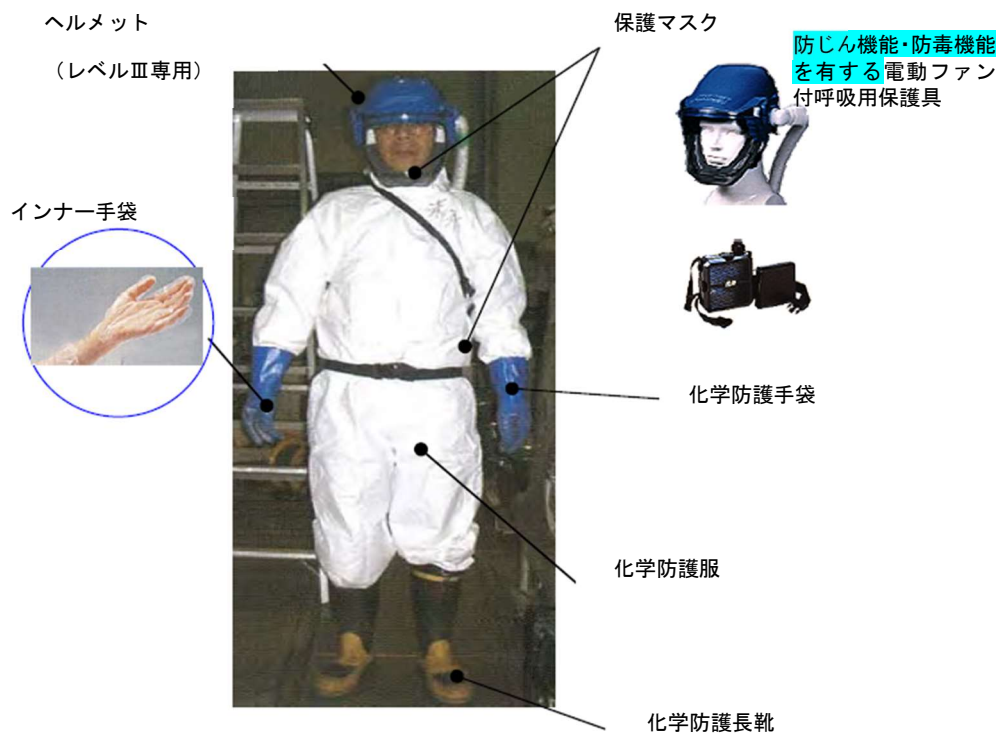 ヘルメット
（レベルⅢ専用）
保護マスク
防じん機能・防毒機能
を有する電動ファン
付呼吸用保護具
インナー手袋
化学防護手袋
化学防護服
化学防護長靴